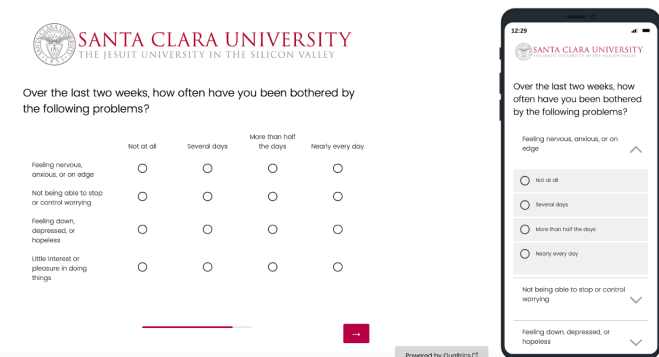 SANTA CLARA UNIVERSITY
THE JESUIT UNIVERSITY IN THE SILICON VALLEY
Over the last two weeks, how often have you been bothered by
the following problems?
Not at all
Several days
More than half
the days
Nearly every day
Feeling nervous,
anxious, or on edge
Not being able to stop
or control worrying
Feeling down,
depressed, or
hopeless
Little interest or
pleasure in doing
things
→
Powered by Qualtrics
12:29
SANTA CLARA UNIVERSITY
THE JESUIT UNIVERSITY IN THE SILICON VALLEY
Over the last two weeks, how
often have you been bothered
by the following problems?
Feeling nervous, anxious, or on
edge
Not at all
Several days
More than half the days
Nearly every day
Not being able to stop or control
worrying
Feeling down, depressed, or
hopeless